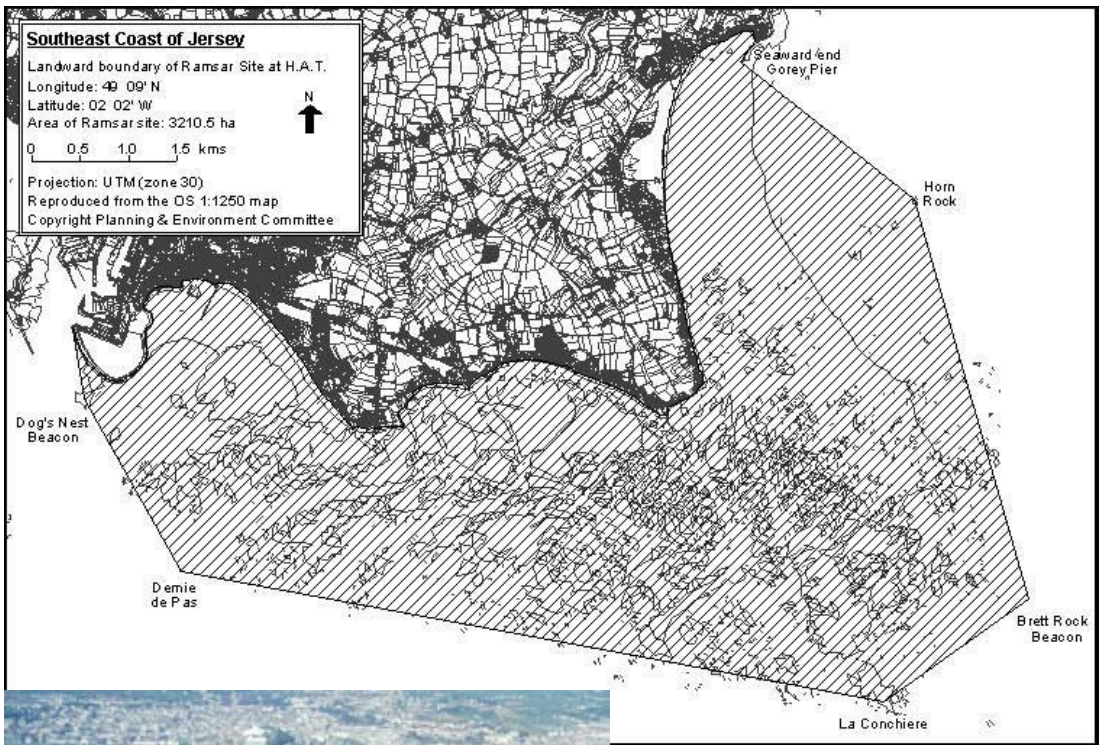 Southeast Coast of Jersey
Landward boundary of Ramsar Site at H.A.T.
Longitude: 49 09' N
Latitude: 02 02' W
Area of Ramsar site: 3210.5 ha
N
0 0.5 1.0 1.5 kms
Projection: UTM (zone 30)
Reproduced from the OS 1:1250 map
Copyright Planning & Environment Committee
Seaward end
Gorey Pier
Horn
Rock
Dog's Nest
Beacon
Demie
de Pas
Brett Rock
Beacon
La Conchiere